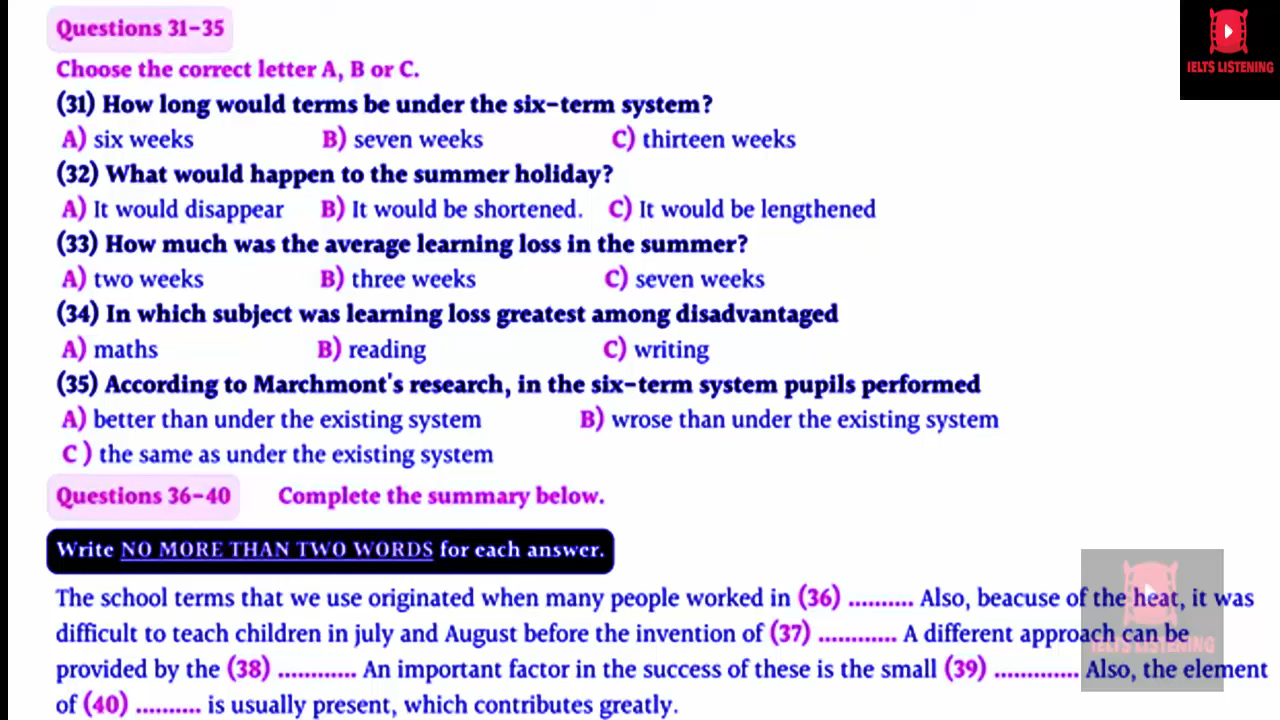 Questions 31-35
IELTS LISTENING
Choose the correct letter A, B or C.
(31) How long would terms be under the six-term system?
A) six weeks B) seven weeks C) thirteen weeks
(32) What would happen to the summer holiday?
A) It would disappear B) It would be shortened. C) It would be lengthened
(33) How much was the average learning loss in the summer?
A) two weeks B) three weeks C) seven weeks
(34) In which subject was learning loss greatest among disadvantaged
A) maths B) reading C) writing
(35) According to Marchmont's research, in the six-term system pupils performed
A) better than under the existing system B) wrose than under the existing system
C ) the same as under the existing system
Questions 36-40 Complete the summary below.
Write NO MORE THAN TWO WORDS for each answer.
The school terms that we use originated when many people worked in (36) .......... Also, beacuse of the heat, it was
difficult to teach children in july and August before the invention of (37) ............ A different approach can be
provided by the (38) ............ An important factor in the success of these is the small (39) ............. Also, the element
of (40) .......... is usually present, which contributes greatly.
IELTS LISTENING